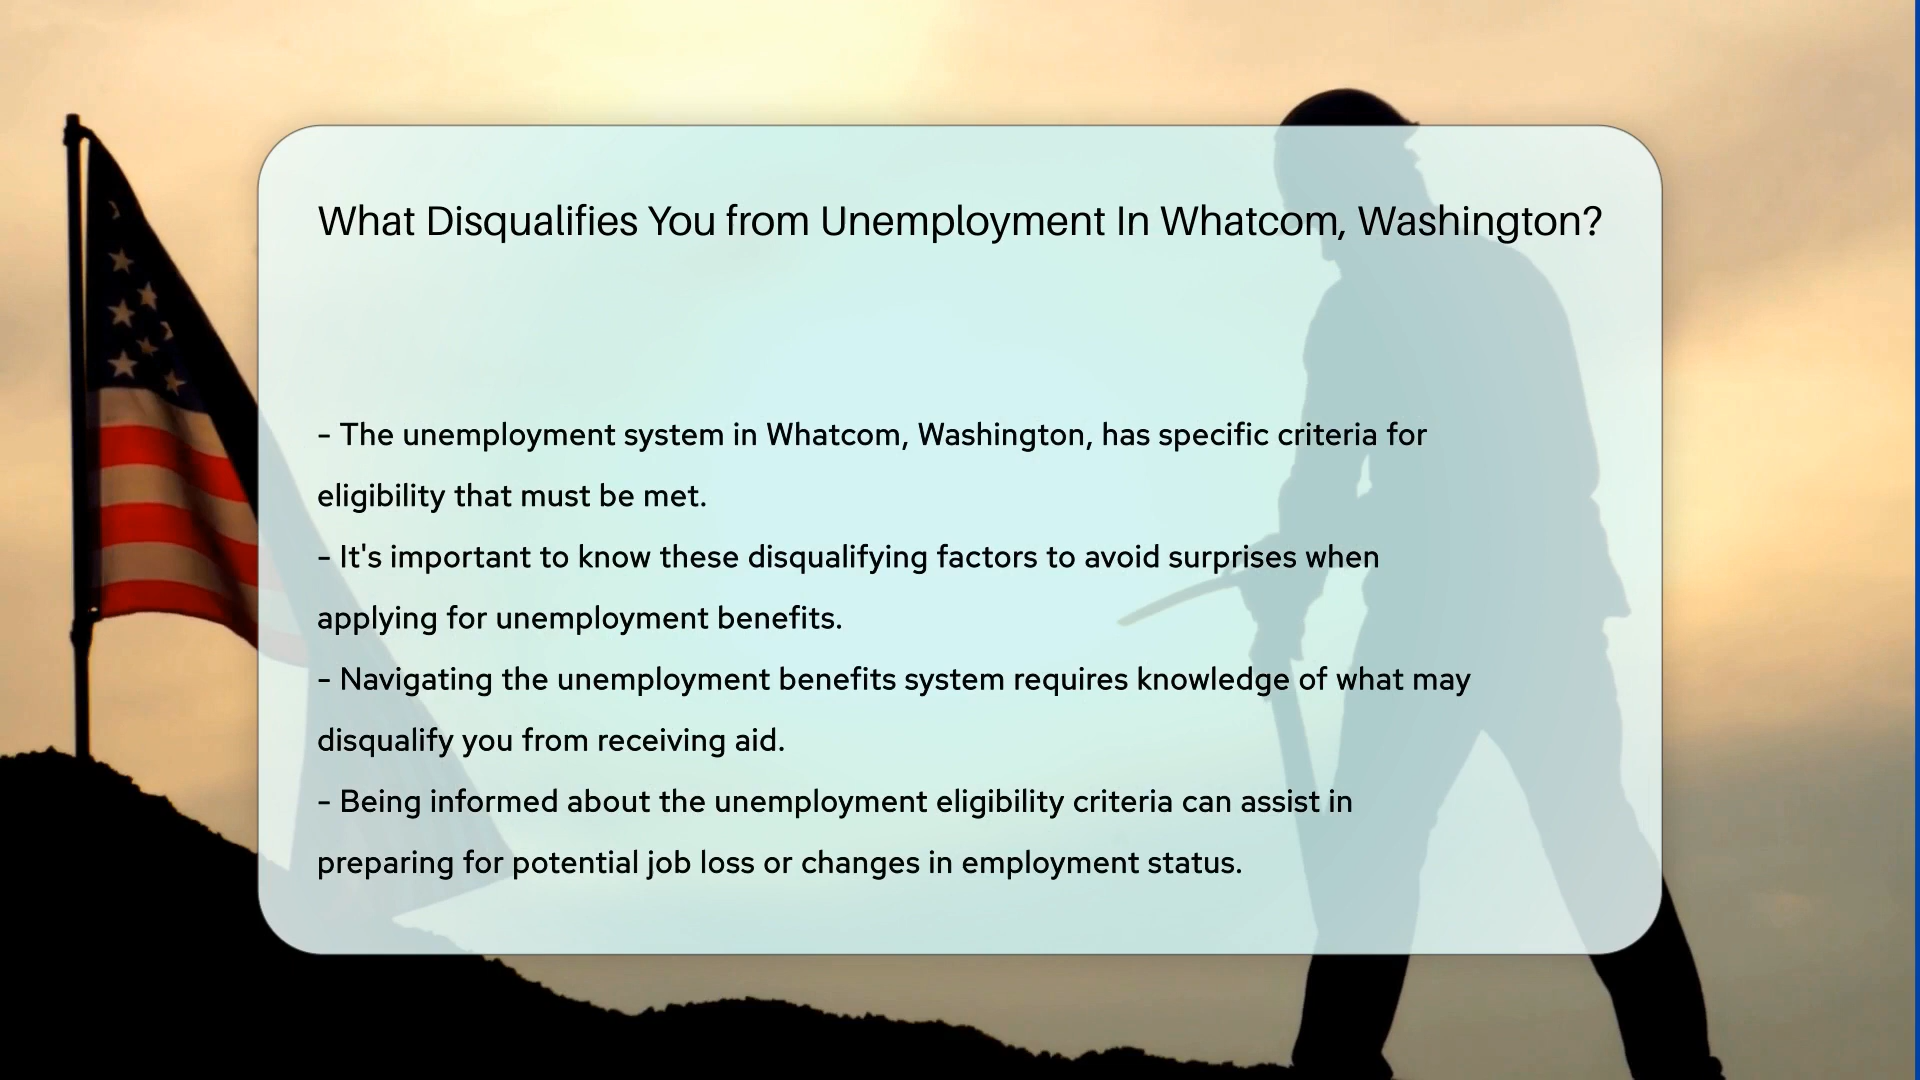 What Disqualifies You from Unemployment In Whatcom, Washington?
- The unemployment system in Whatcom, Washington, has specific criteria for
eligibility that must be met.
- It's important to know these disqualifying factors to avoid surprises when
applying for unemployment benefits.
- Navigating the unemployment benefits system requires knowledge of what may
disqualify you from receiving aid.
- Being informed about the unemployment eligibility criteria can assist in
preparing for potential job loss or changes in employment status.